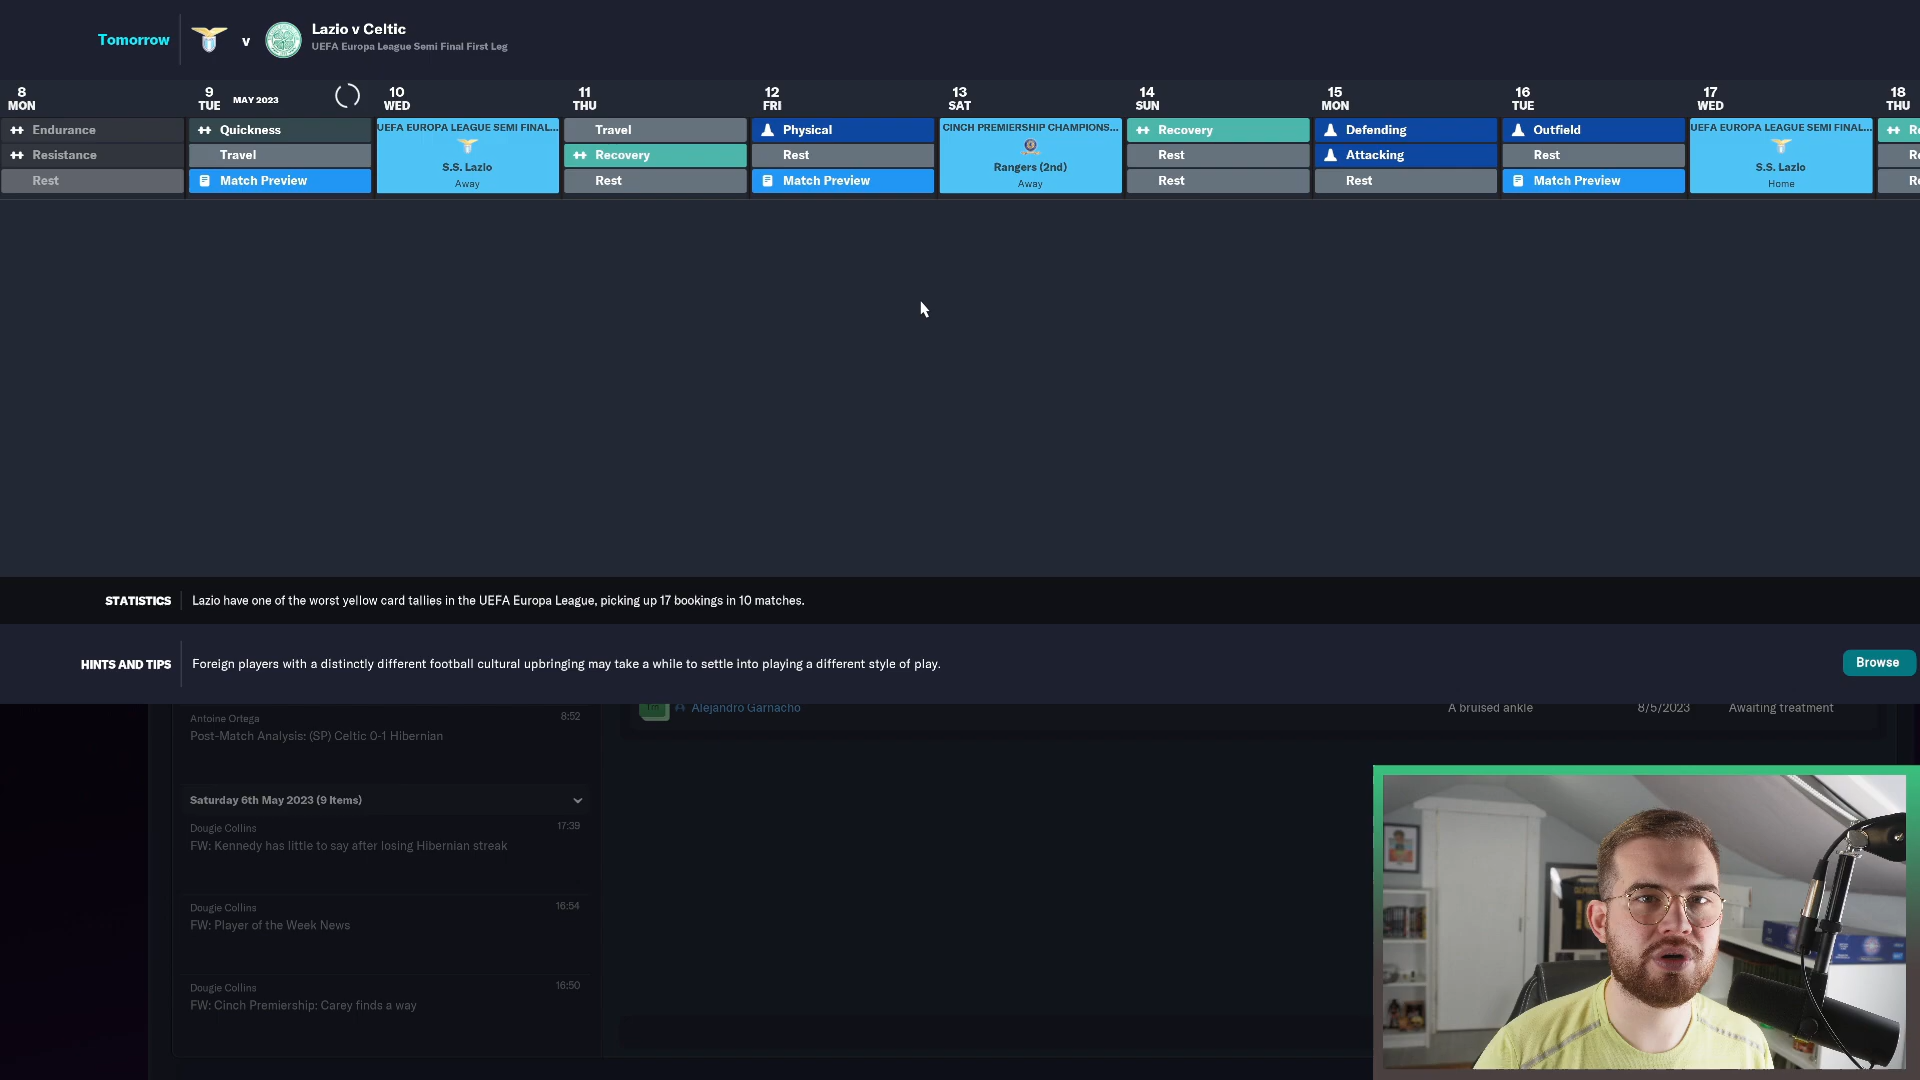 Tomorrow
v
Lazio v Celtic
UEFA Europa League Semi Final First Leg
8
MON
9
TUE
MAY 2023
10
WED
11
THU
12
FRI
13
SAT
14
SUN
15
MON
16
TUE
17
WED
18
THU
Endurance
Resistance
Rest
Quickness
Travel
Match Preview
UEFA EUROPA LEAGUE SEMI FINAL...
S.S. Lazio
Away
Travel
Recovery
Rest
Physical
Rest
Match Preview
CINCH PREMIERSHIP CHAMPIONS...
Rangers (2nd)
Away
Recovery
Rest
Rest
Defending
Attacking
Rest
Outfield
Rest
Match Preview
UEFA EUROPA LEAGUE SEMI FINAL...
S.S. Lazio
Home
STATISTICS
Lazio have one of the worst yellow card tallies in the UEFA Europa League, picking up 17 bookings in 10 matches.
HINTS AND TIPS
Foreign players with a distinctly different football cultural upbringing may take a while to settle into playing a different style of play.
Browse
Antoine Ortega
8:52
Post-Match Analysis: (SP) Celtic 0-1 Hibernian
Alejandro Garnacho
A bruised ankle
8/5/2023
Awaiting treatment
Saturday 6th May 2023 (9 Items)
Dougie Collins
17:39
FW: Kennedy has little to say after losing Hibernian streak
Dougie Collins
16:54
FW: Player of the Week News
Dougie Collins
16:50
FW: Cinch Premiership: Carey finds a way